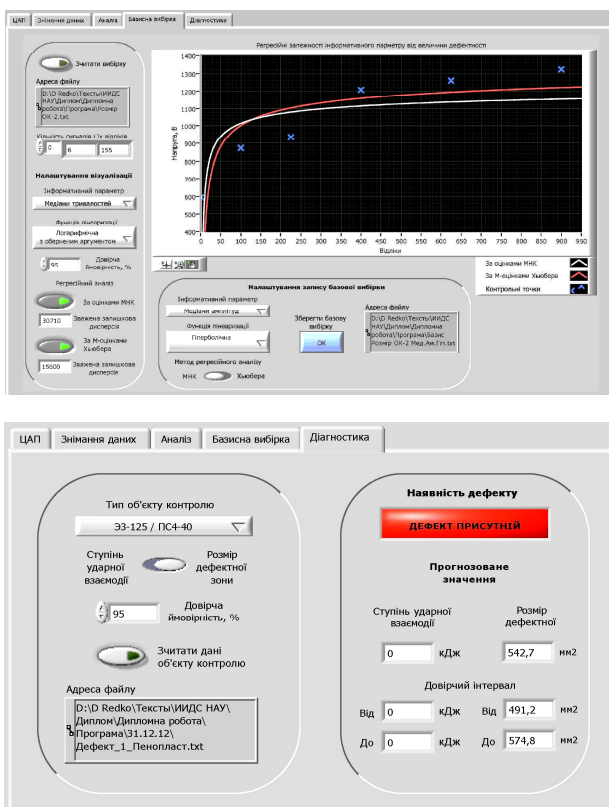 ЦАП Знімання даних Аналіз Базисна вибірка Діагностика
Зчитати вибірку
Адреса файлу
D:\D Redko\Тексты\ИИДС
НАУ\Диплом\Дипломна
робота\Програма\Розмір
ОК-2.txt
Кількість сигналів і їх відліків
0 6 155
Налаштування візуалізації
Інформативний параметр
Медіани тривалостей
Функція лінеаризації
Логарифмічна
з оберненим аргументом
95 Довірча
ймовірність, %
Регресійний аналіз
За оцінками МНК
30710 Зважена залишкова
дисперсія
За М-оцінками
Хьюбера
15600 Зважена залишкова
дисперсія
Регресійні залежності інформативного парметру від величини дефектності
Напруга, В
1400
1300
1200
1100
1000
900
800
700
600
500
400
0 50 100 150 200 250 300 350 400 450 500 550 600 650 700 750 800 850 900 950
Відліки
За оцінками МНК
За М-оцінками Хьюбера
Контрольні точки
Налаштування запису базової вибірки
Інформативний параметр
Медіани амплітуд
Функція лінеаризації
Гіперболічна
Метод регресійного аналізу
МНК Хьюбера
Зберегти базову
вибірку
ОК
Адреса файлу
D:\D Redko\Тексты\ИИДС
НАУ\Диплом\Дипломна
робота\Програма\Базис
Розмір ОК-2 Мед.Ам.Гіп.txt
ЦАП Знімання даних Аналіз Базисна вибірка Діагностика
Тип об'єкту контролю
ЭЗ-125 / ПС4-40
Ступінь
ударної
взаємодії
Розмір
дефектної
зони
95 Довірча
ймовірність, %
Зчитати дані
об'єкту контролю
Адреса файлу
D:\D Redko\Тексты\ИИДС НАУ\
Диплом\Дипломна робота\
Програма\31.12.12\
Дефект_1_Пенопласт.txt
Наявність дефекту
ДЕФЕКТ ПРИСУТНІЙ
Прогнозоване
значення
Ступінь ударної
взаємодії
Розмір
дефектної
0 кДж 542,7 мм2
Довірчий інтервал
Від 0 кДж Від 491,2 мм2
До 0 кДж До 574,8 мм2